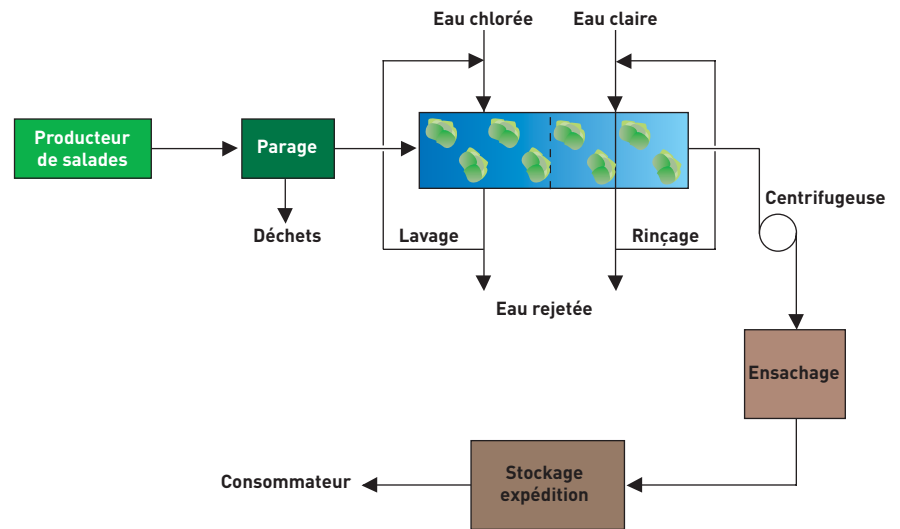 Eau chlorée
Eau claire
Producteur
de salades
Parage
Centrifugeuse
Déchets
Lavage
Rinçage
Eau rejetée
Ensachage
Stockage
expédition
Consommateur